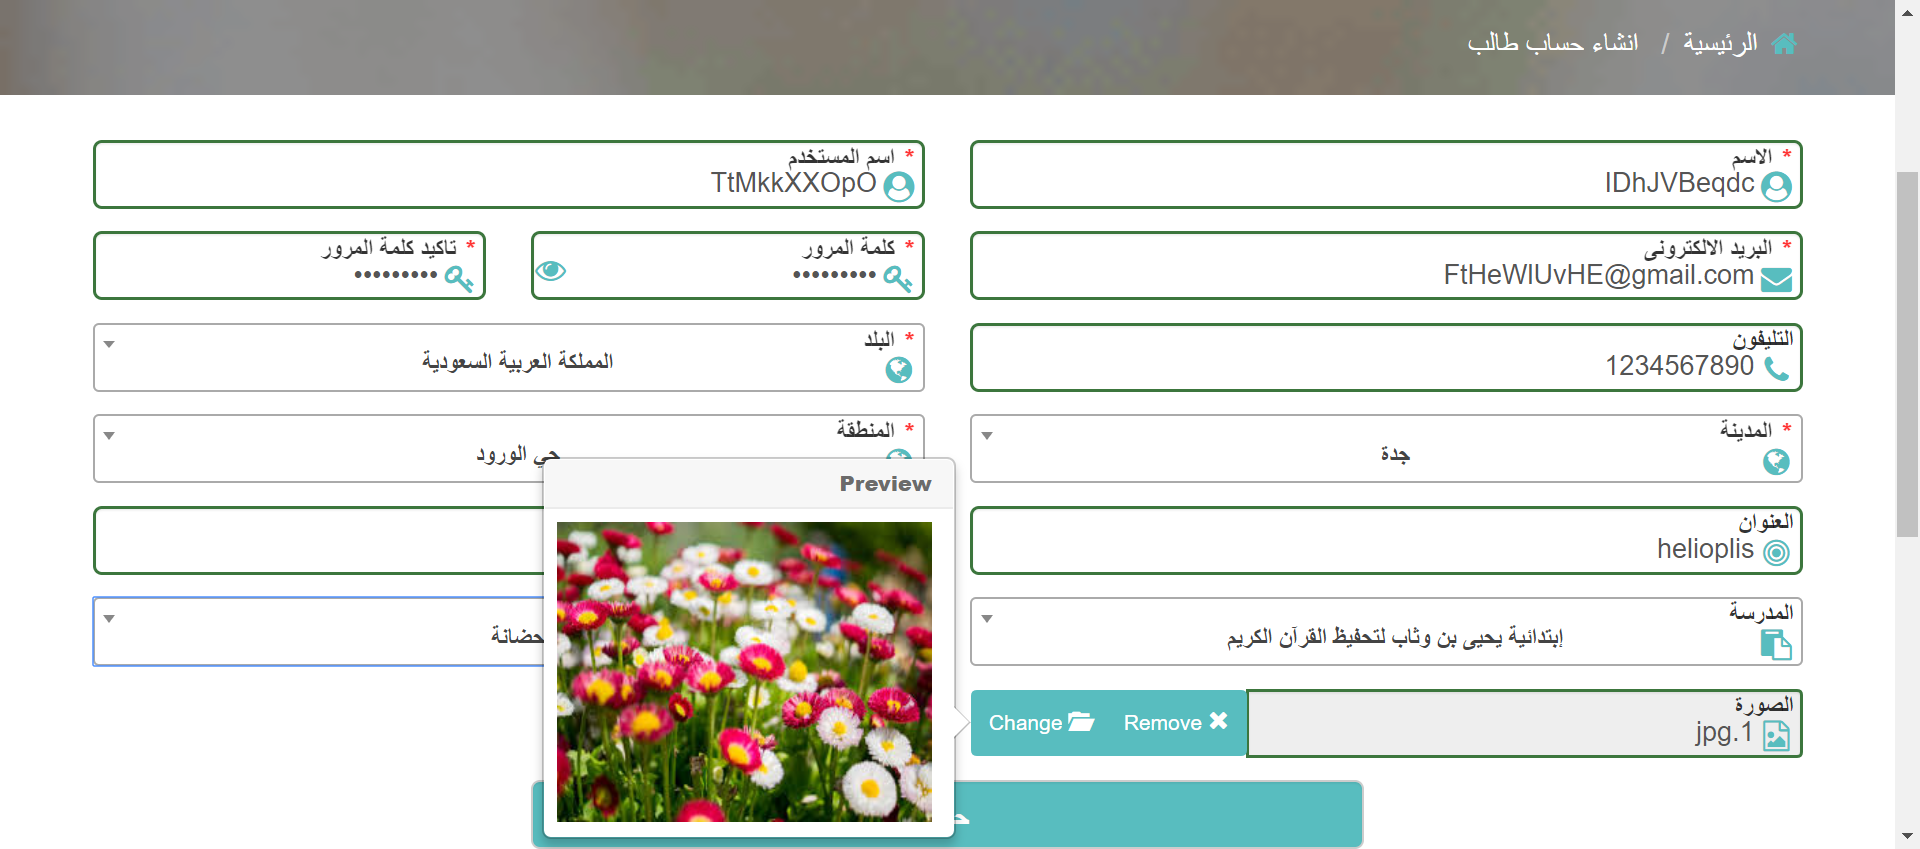 الرئيسية / انشاء حساب طالب
* الاسم
IDhJVBeqdc
* اسم المستخدم
TtMkkXXOpO
* البريد الالكترونى
FtHeWlUvHE@gmail.com
* كلمة المرور
•••••••••
* تاكيد كلمة المرور
•••••••••
التليفون
1234567890
* البلد
المملكة العربية السعودية
* المدينة
جدة
* المنطقة
حي الورود
العنوان
helioplis
المدرسة
إبتدائية يحيى بن وثاب لتحفيظ القرآن الكريم
حضانة
الصورة
jpg.1
Remove
Change
Preview